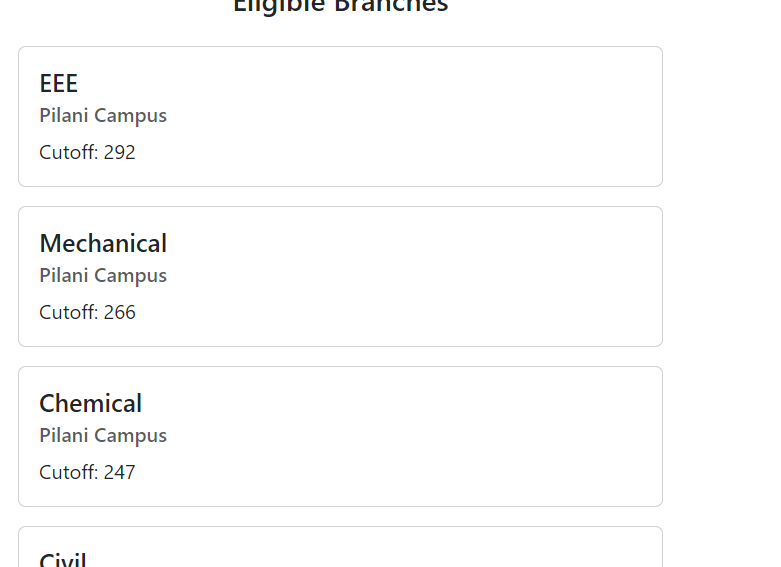 Eligible Branches
EEE
Pilani Campus
Cutoff: 292
Mechanical
Pilani Campus
Cutoff: 266
Chemical
Pilani Campus
Cutoff: 247
Civil